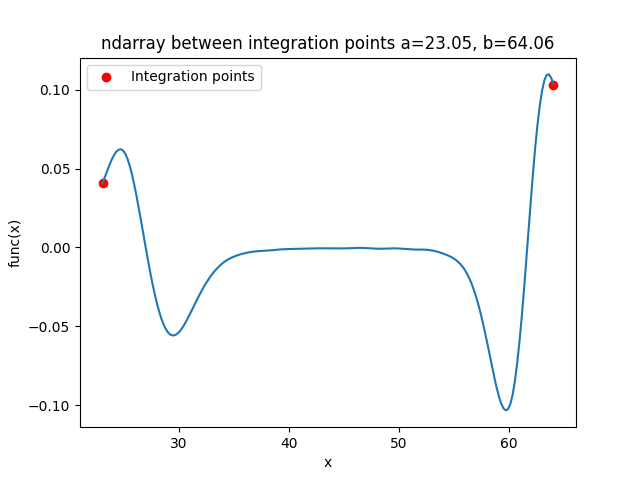 ndarray between integration points a=23.05, b=64.06
Integration points
0.10
0.05
0.00
−0.05
−0.10
func(x)
30 40 50 60
x